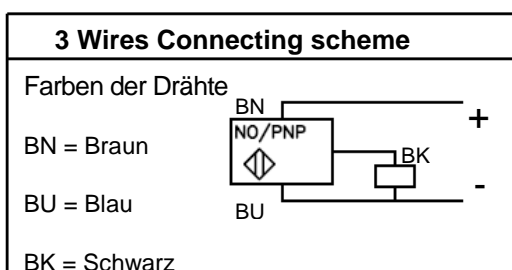 3 Wires Connecting scheme
Farben der Drähte
BN
+
NO/PNP
BN = Braun
BK
-
BU = Blau
BU
BK = Schwarz